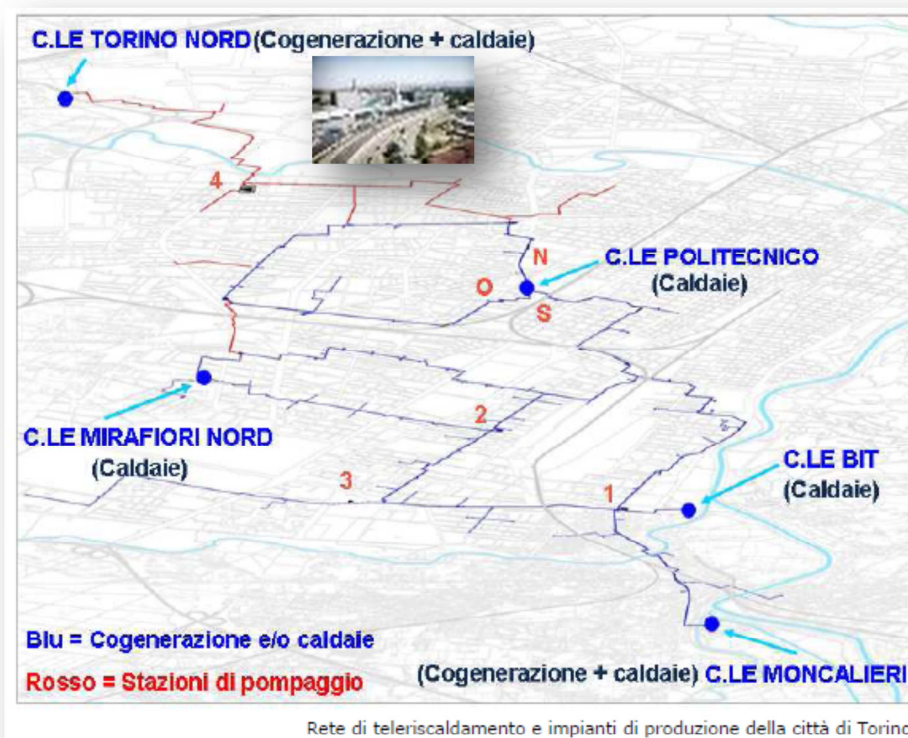 C.LE TORINO NORD (Cogenerazione + caldaie)
4
N
C.LE POLITECNICO
(Caldaie)
O
S
C.LE MIRAFIORI NORD
(Caldaie)
2
C.LE BIT
(Caldaie)
3
1
Blu = Cogenerazione e/o caldaie
Rosso = Stazioni di pompaggio
(Cogenerazione + caldaie) C.LE MONCALIERI
Rete di teleriscaldamento e impianti di produzione della città di Torino